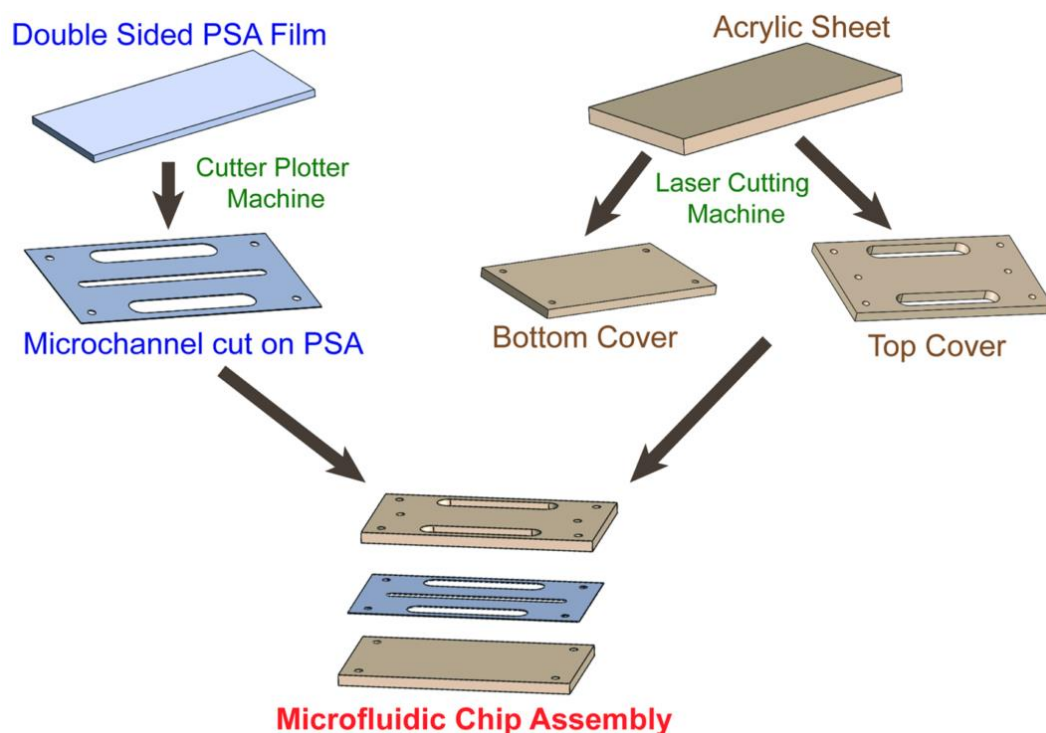 Double Sided PSA Film
Acrylic Sheet
Cutter Plotter
Machine
Laser Cutting
Machine
Microchannel cut on PSA
Bottom Cover
Top Cover
Microfluidic Chip Assembly